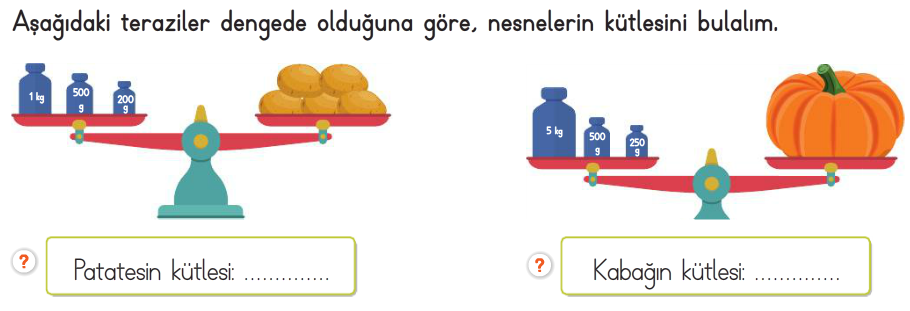 Aşağıdaki teraziler dengede olduğuna göre, nesnelerin kütlesini bulalım.
1 kg
500 g
200 g
5 kg
500 g
250 g
? Patatesin kütlesi: ..............
? Kabağın kütlesi: ..............